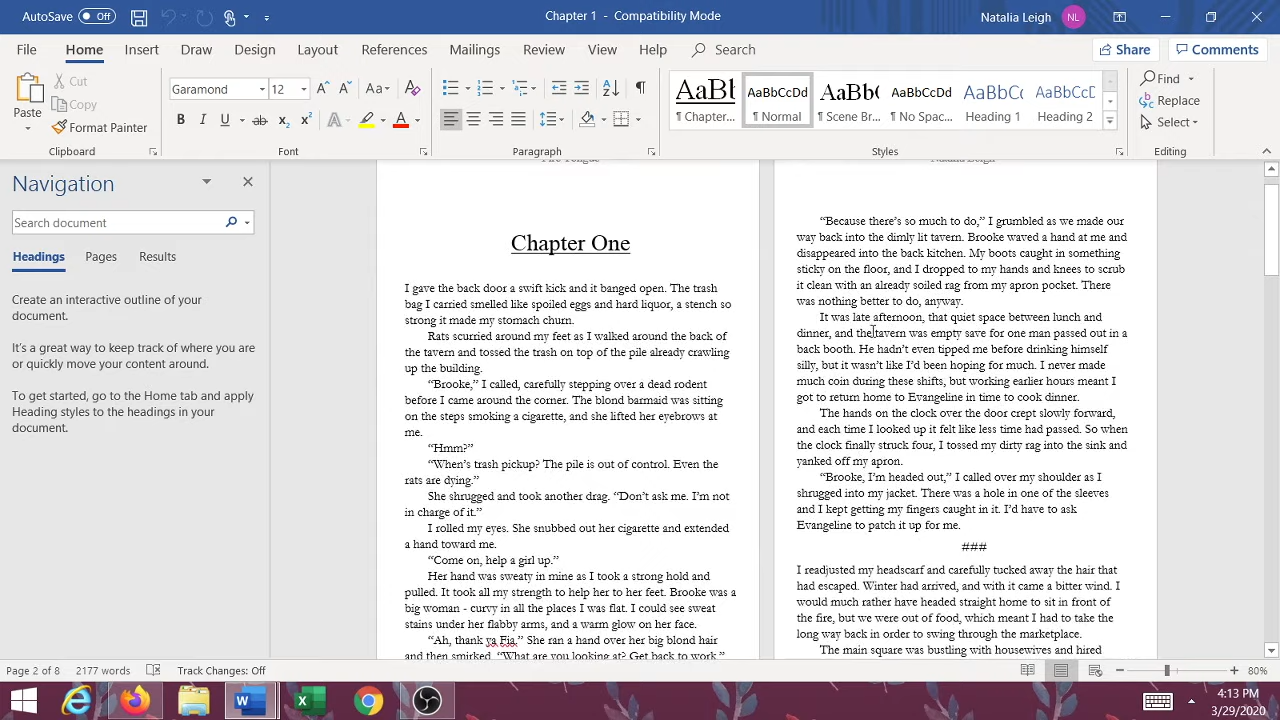 AutoSave Off
Chapter 1 - Compatibility Mode
Natalia Leigh NL
File Home Insert Draw Design Layout References Mailings Review View Help Search
Share Comments
Paste
Cut
Copy
Format Painter
Clipboard
Garamond 12
Font
Paragraph
AaBb AaBbCcDd AaBb( AaBbCcDd AaBbC( AaBbCcD
¶ Chapter... ¶ Normal ¶ Scene Br... ¶ No Spac... Heading 1 Heading 2
Styles
Find
Replace
Select
Editing
Navigation
Search document
Headings Pages Results
Create an interactive outline of your
document.
It's a great way to keep track of where you are
or quickly move your content around.
To get started, go to the Home tab and apply
Heading styles to the headings in your
document.
Chapter One
I gave the back door a swift kick and it banged open. The trash
bag I carried smelled like spoiled eggs and hard liquor, a stench so
strong it made my stomach churn.
Rats scurried around my feet as I walked around the back of
the tavern and tossed the trash on top of the pile already crawling
up the building.
“Brooke,” I called, carefully stepping over a dead rodent
before I came around the corner. The blond barmaid was sitting
on the steps smoking a cigarette, and she lifted her eyebrows at
me.
“Hmm?”
“When’s trash pickup? The pile is out of control. Even the
rats are dying.”
She shrugged and took another drag. “Don’t ask me. I’m not
in charge of it.”
I rolled my eyes. She snubbed out her cigarette and extended
a hand toward me.
“Come on, help a girl up.”
Her hand was sweaty in mine as I took a strong hold and
pulled. It took all my strength to help her to her feet. Brooke was a
big woman - curvy in all the places I was flat. I could see sweat
stains under her flabby arms, and a warm glow on her face.
“Ah, thank ya Fia.” She ran a hand over her big blond hair
and then smirked. “What are you looking at? Get back to work.”
Natalia Leigh
“Because there’s so much to do,” I grumbled as we made our
way back into the dimly lit tavern. Brooke waved a hand at me and
disappeared into the back kitchen. My boots caught in something
sticky on the floor, and I dropped to my hands and knees to scrub
it clean with an already soiled rag from my apron pocket. There
was nothing better to do, anyway.
It was late afternoon, that quiet space between lunch and
dinner, and the tavern was empty save for one man passed out in a
back booth. He hadn’t even tipped me before drinking himself
silly, but it wasn’t like I’d been hoping for much. I never made
much coin during these shifts, but working earlier hours meant I
got to return home to Evangeline in time to cook dinner.
The hands on the clock over the door crept slowly forward,
and each time I looked up it felt like less time had passed. So when
the clock finally struck four, I tossed my dirty rag into the sink and
yanked off my apron.
“Brooke, I’m headed out,” I called over my shoulder as I
shrugged into my jacket. There was a hole in one of the sleeves
and I kept getting my fingers caught in it. I’d have to ask
Evangeline to patch it up for me.
###
I readjusted my headscarf and carefully tucked away the hair that
had escaped. Winter had arrived, and with it came a bitter wind. I
would much rather have headed straight home to sit in front of
the fire, but we were out of food, which meant I had to take the
long way back in order to swing through the marketplace.
The main square was bustling with housewives and hired
Page 2 of 8 2177 words Track Changes: Off
80%
4:13 PM
3/29/2020